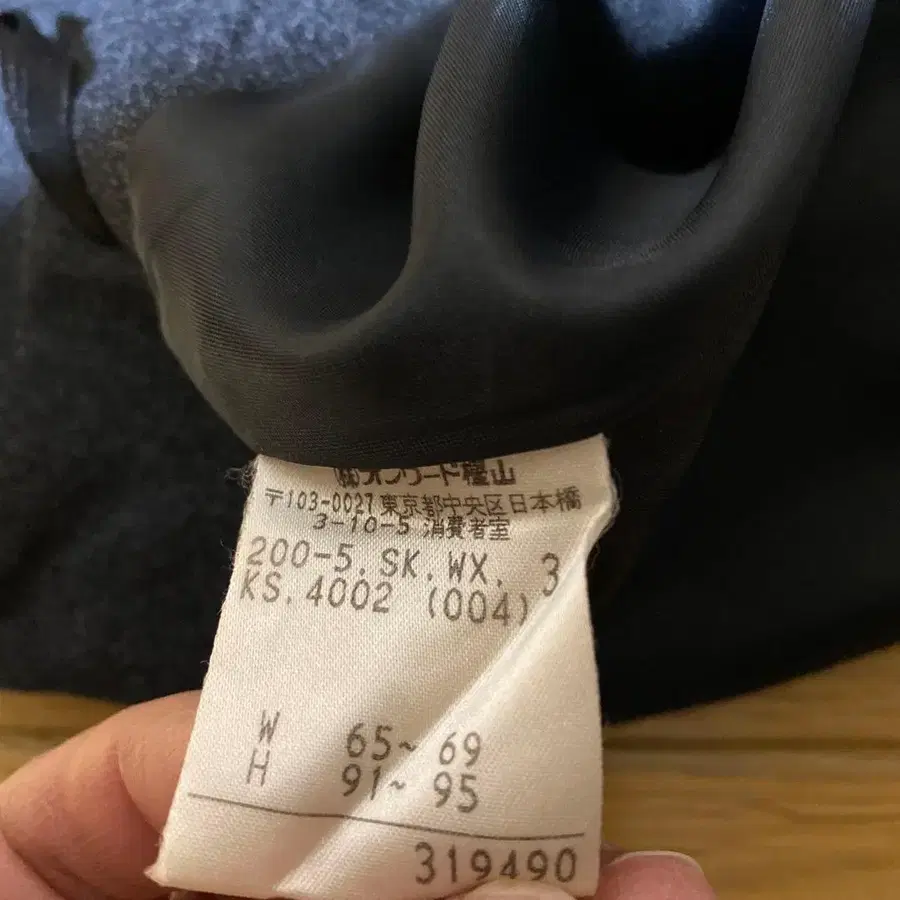 ㈱オンワード樫山
〒103-0027 東京都中央区日本橋
3-10-5 消費者室
200-5.SK.WX. 3
KS.4002 (004)
W 65~ 69
H 91~ 95
319490